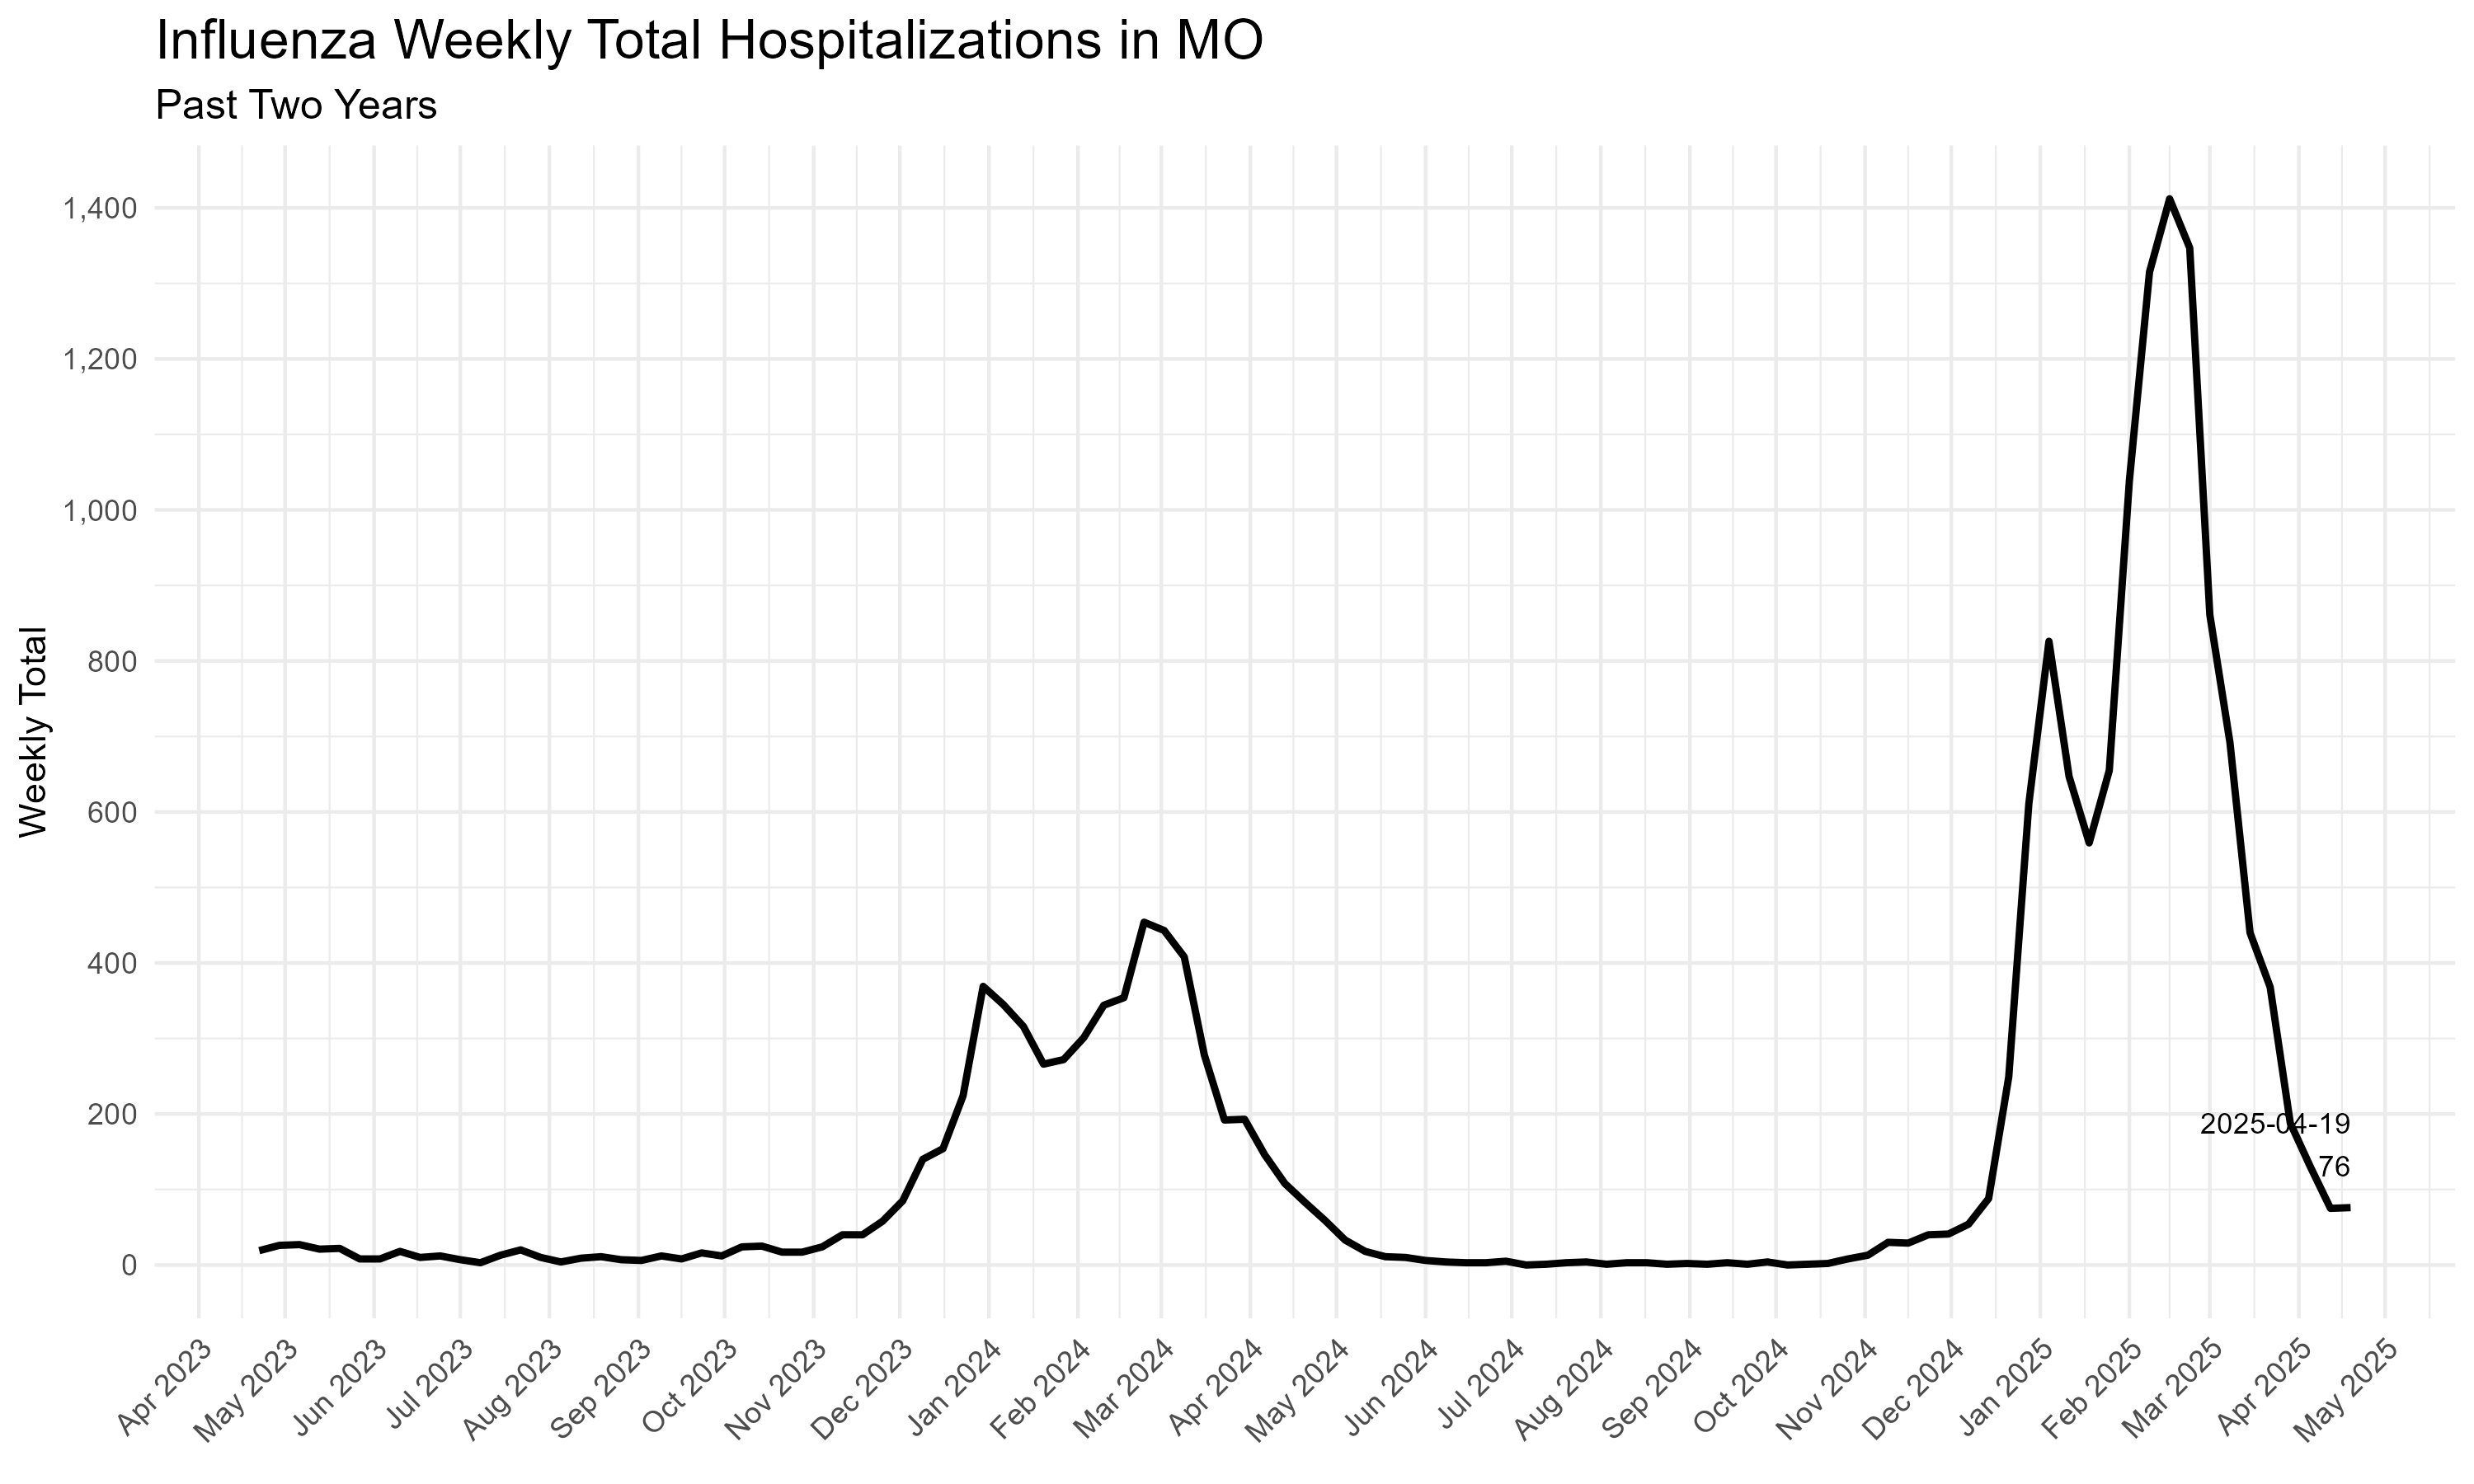 Influenza Weekly Total Hospitalizations in MO
Past Two Years
Weekly Total
1,400
1,200
1,000
800
600
400
200
0
2025-04-19
76
Apr 2023
May 2023
Jun 2023
Jul 2023
Aug 2023
Sep 2023
Oct 2023
Nov 2023
Dec 2023
Jan 2024
Feb 2024
Mar 2024
Apr 2024
May 2024
Jun 2024
Jul 2024
Aug 2024
Sep 2024
Oct 2024
Nov 2024
Dec 2024
Jan 2025
Feb 2025
Mar 2025
Apr 2025
May 2025